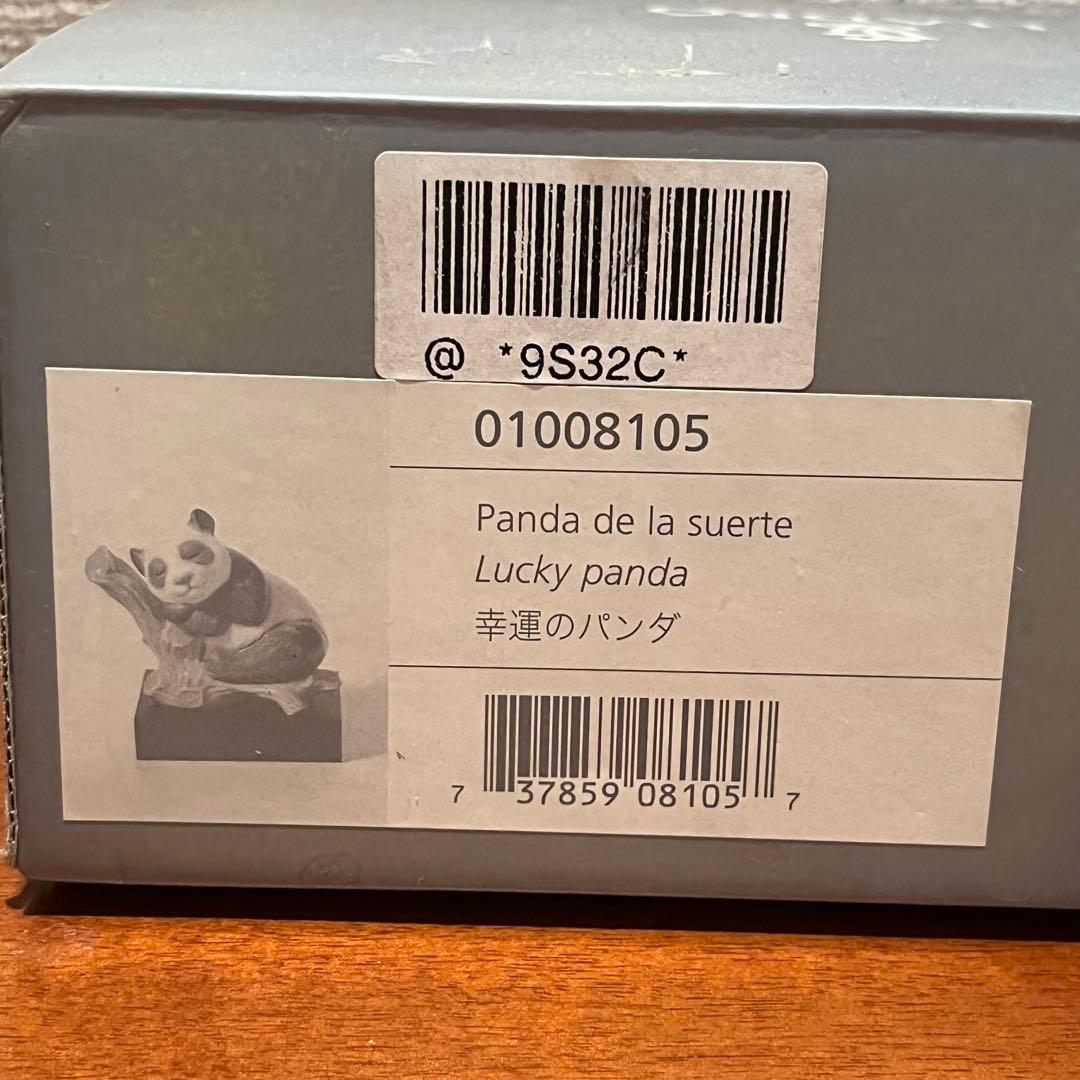 @ *9S32C*
01008105
Panda de la suerte
Lucky panda
幸運のパンダ
7 37859 08105 7